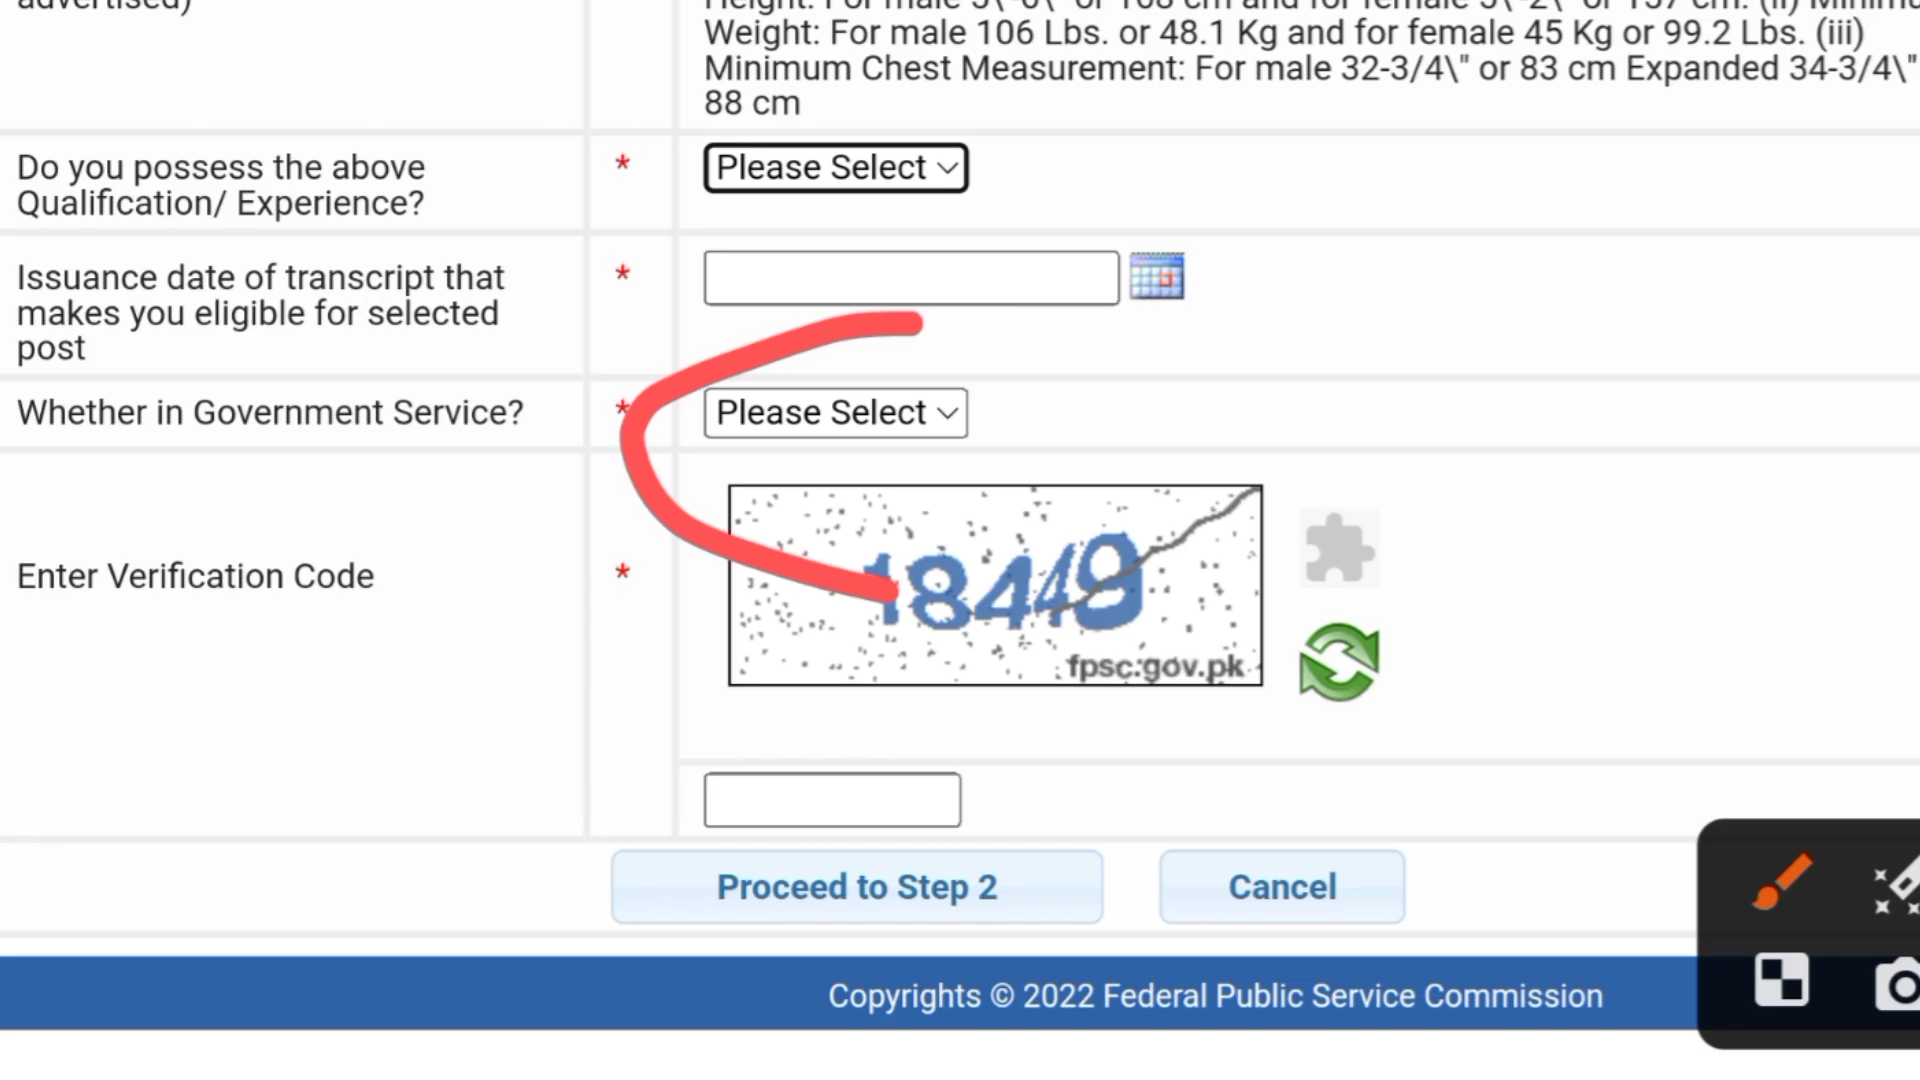 Weight: For male 106 Lbs. or 48.1 Kg and for female 45 Kg or 99.2 Lbs. (iii)
Minimum Chest Measurement: For male 32-3/4\" or 83 cm Expanded 34-3/4\"
88 cm
Do you possess the above
Qualification/ Experience?
*
Please Select
Issuance date of transcript that
makes you eligible for selected
post
*
Whether in Government Service?
*
Please Select
Enter Verification Code
*
18449
fpsc.gov.pk
Proceed to Step 2
Cancel
Copyrights © 2022 Federal Public Service Commission